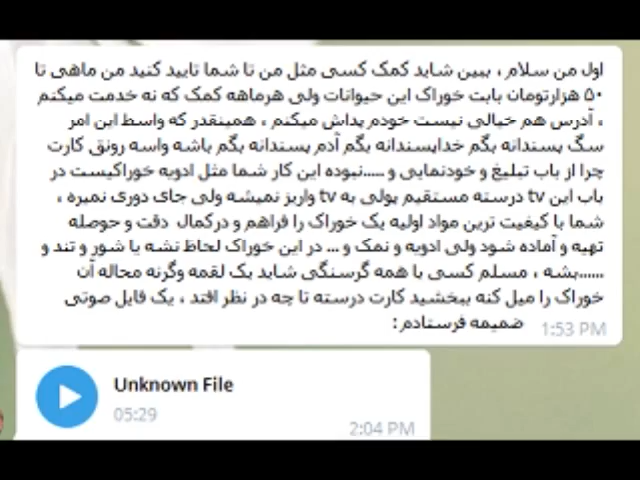 اول من سلام ، ببین شاید کمک کسی مثل من تا شما تایید کنید من ماهی تا
۵۰ هزارتومان بابت خوراک این حیوانات ولی هرماهه کمک که نه خدمت میکنم
، آدرس هم خیالی نیست خودم پداش میکنم ، همینقدر که واسط این امر
سگ پسندانه بگم خداپسندانه بگم آدم پسندانه بگم باشه واسه رونق کارت
چرا از باب تبلیغ و خودنمایی و .....نبوده این کار شما مثل ادویه خوراکیست در
باب این tv درسته مستقیم پولی به tv واریز نمیشه ولی جای دوری نمیره ،
شما با کیفیت ترین مواد اولیه یک خوراک را فراهم و درکمال دقت و حوصله
تهیه و آماده شود ولی ادویه و نمک و ... در این خوراک لحاظ نشه یا شور و تند و
......بشه ، مسلم کسی با همه گرسنگی شاید یک لقمه وگرنه محاله آن
خوراک را میل کنه ببخشید کارت درسته تا چه در نظر افتد ، یک فایل صوتی
ضمیمه فرستادم :
1:53 PM
Unknown File
05:29
2:04 PM